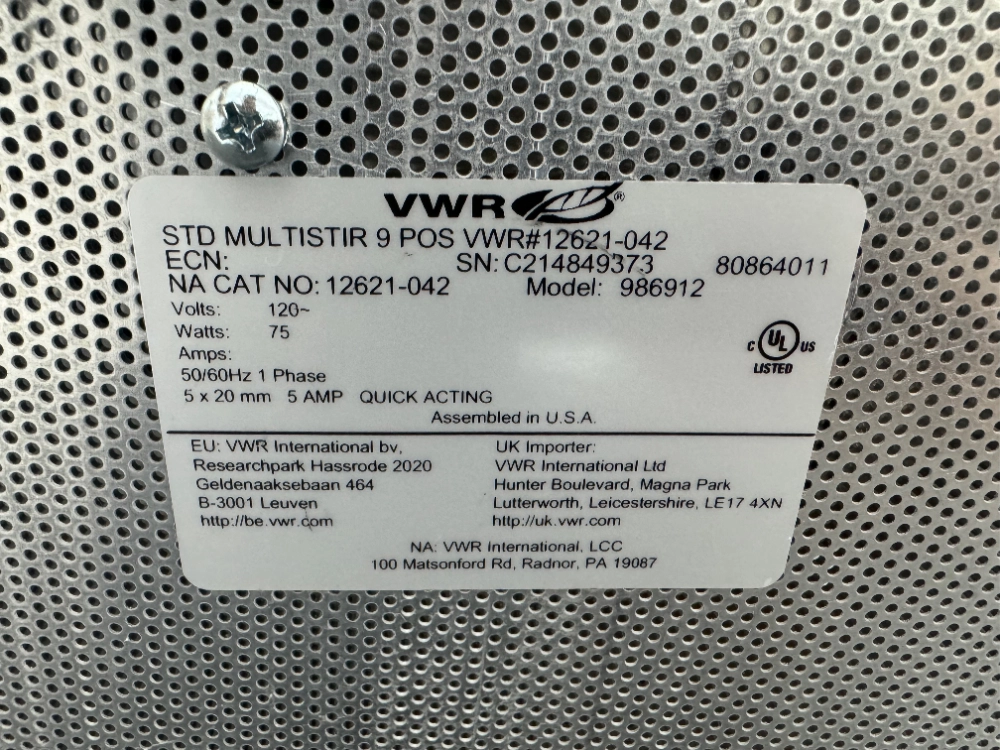 VWR®
STD MULTISTIR 9 POS VWR#12621-042
ECN: SN: C214849373 80864011
NA CAT NO: 12621-042 Model: 986912
Volts: 120~
Watts: 75
Amps:
50/60Hz 1 Phase
5 x 20 mm 5 AMP QUICK ACTING
C UL US
LISTED
Assembled in U.S.A.
EU: VWR International bv,
Researchpark Hassrode 2020
Geldenaaksebaan 464
B-3001 Leuven
http://be.vwr.com
UK Importer:
VWR International Ltd
Hunter Boulevard, Magna Park
Lutterworth, Leicestershire, LE17 4XN
http://uk.vwr.com
NA: VWR International, LCC
100 Matsonford Rd, Radnor, PA 19087